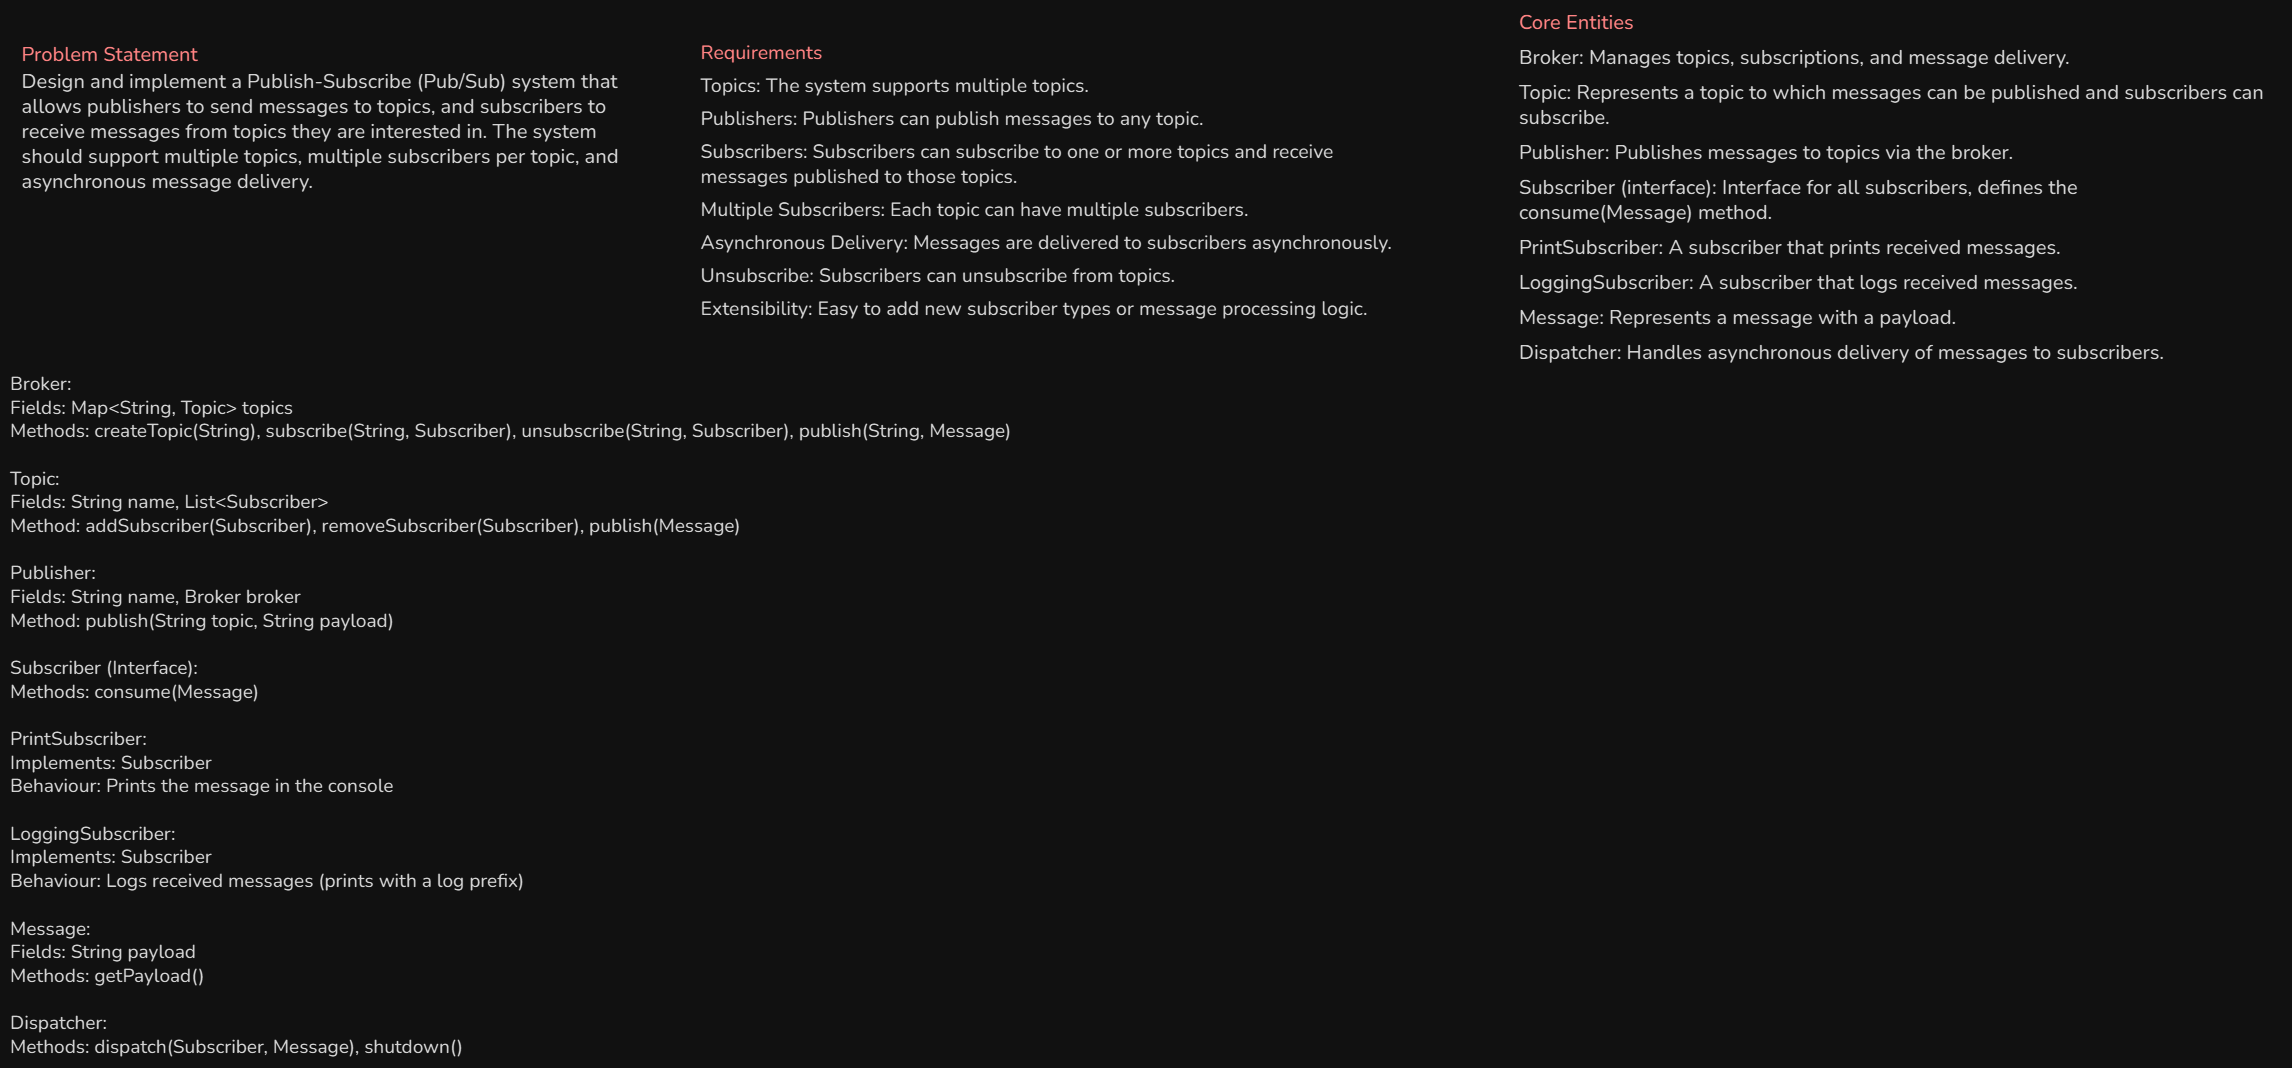 Problem Statement
Design and implement a Publish-Subscribe (Pub/Sub) system that
allows publishers to send messages to topics, and subscribers to
receive messages from topics they are interested in. The system
should support multiple topics, multiple subscribers per topic, and
asynchronous message delivery.
Requirements
Topics: The system supports multiple topics.
Publishers: Publishers can publish messages to any topic.
Subscribers: Subscribers can subscribe to one or more topics and receive
messages published to those topics.
Multiple Subscribers: Each topic can have multiple subscribers.
Asynchronous Delivery: Messages are delivered to subscribers asynchronously.
Unsubscribe: Subscribers can unsubscribe from topics.
Extensibility: Easy to add new subscriber types or message processing logic.
Core Entities
Broker: Manages topics, subscriptions, and message delivery.
Topic: Represents a topic to which messages can be published and subscribers can
subscribe.
Publisher: Publishes messages to topics via the broker.
Subscriber (interface): Interface for all subscribers, defines the
consume(Message) method.
PrintSubscriber: A subscriber that prints received messages.
LoggingSubscriber: A subscriber that logs received messages.
Message: Represents a message with a payload.
Dispatcher: Handles asynchronous delivery of messages to subscribers.
Broker:
Fields: Map<String, Topic> topics
Methods: createTopic(String), subscribe(String, Subscriber), unsubscribe(String, Subscriber), publish(String, Message)
Topic:
Fields: String name, List<Subscriber>
Method: addSubscriber(Subscriber), removeSubscriber(Subscriber), publish(Message)
Publisher:
Fields: String name, Broker broker
Method: publish(String topic, String payload)
Subscriber (Interface):
Methods: consume(Message)
PrintSubscriber:
Implements: Subscriber
Behaviour: Prints the message in the console
LoggingSubscriber:
Implements: Subscriber
Behaviour: Logs received messages (prints with a log prefix)
Message:
Fields: String payload
Methods: getPayload()
Dispatcher:
Methods: dispatch(Subscriber, Message), shutdown()